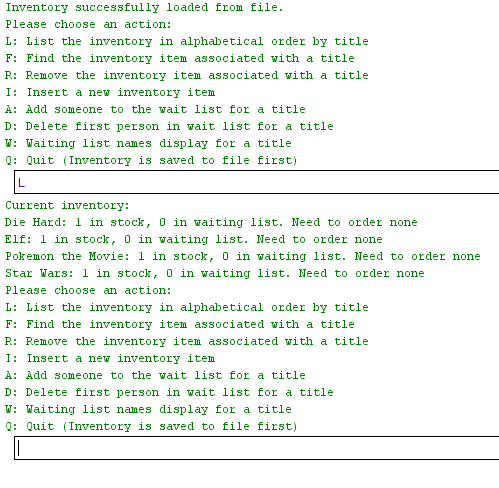 Inventory successfully loaded from file.
Please choose an action:
L: List the inventory in alphabetical order by title
F: Find the inventory item associated with a title
R: Remove the inventory item associated with a title
I: Insert a new inventory item
A: Add someone to the wait list for a title
D: Delete first person in wait list for a title
W: Waiting list names display for a title
Q: Quit (Inventory is saved to file first)
L
Current inventory:
Die Hard: 1 in stock, 0 in waiting list. Need to order none
Elf: 1 in stock, 0 in waiting list. Need to order none
Pokemon the Movie: 1 in stock, 0 in waiting list. Need to order none
Star Wars: 1 in stock, 0 in waiting list. Need to order none
Please choose an action:
L: List the inventory in alphabetical order by title
F: Find the inventory item associated with a title
R: Remove the inventory item associated with a title
I: Insert a new inventory item
A: Add someone to the wait list for a title
D: Delete first person in wait list for a title
W: Waiting list names display for a title
Q: Quit (Inventory is saved to file first)